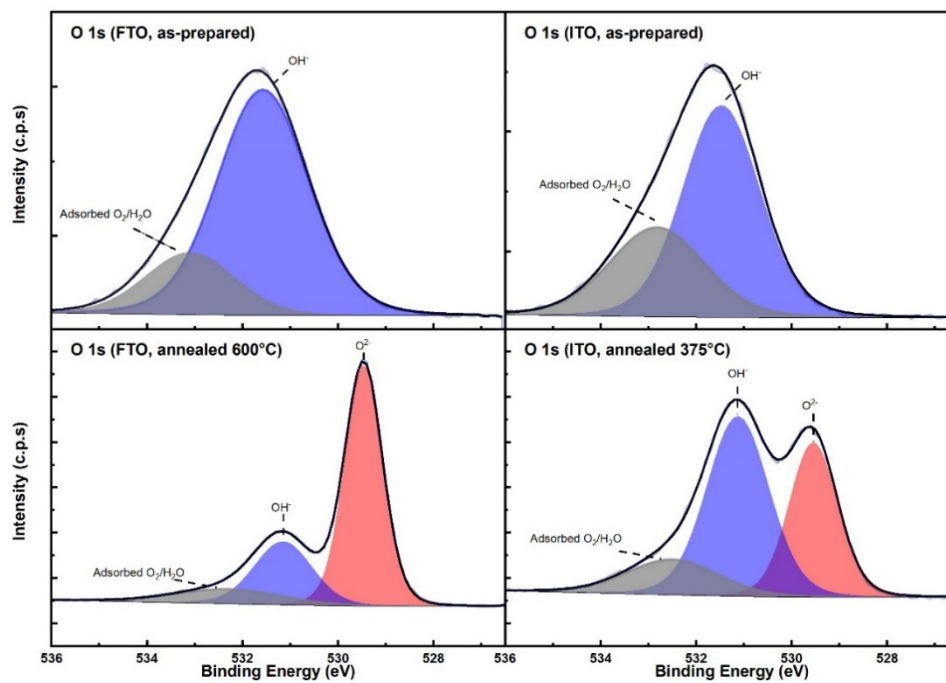 O 1s (FTO, as-prepared)
OH⁻
Adsorbed O₂/H₂O
Intensity (c.p.s)
O 1s (ITO, as-prepared)
OH⁻
Adsorbed O₂/H₂O
O 1s (FTO, annealed 600°C)
O²⁻
OH⁻
Adsorbed O₂/H₂O
Intensity (c.p.s)
536 534 532 530 528
Binding Energy (eV)
O 1s (ITO, annealed 375°C)
OH⁻
O²⁻
Adsorbed O₂/H₂O
536 534 532 530 528
Binding Energy (eV)